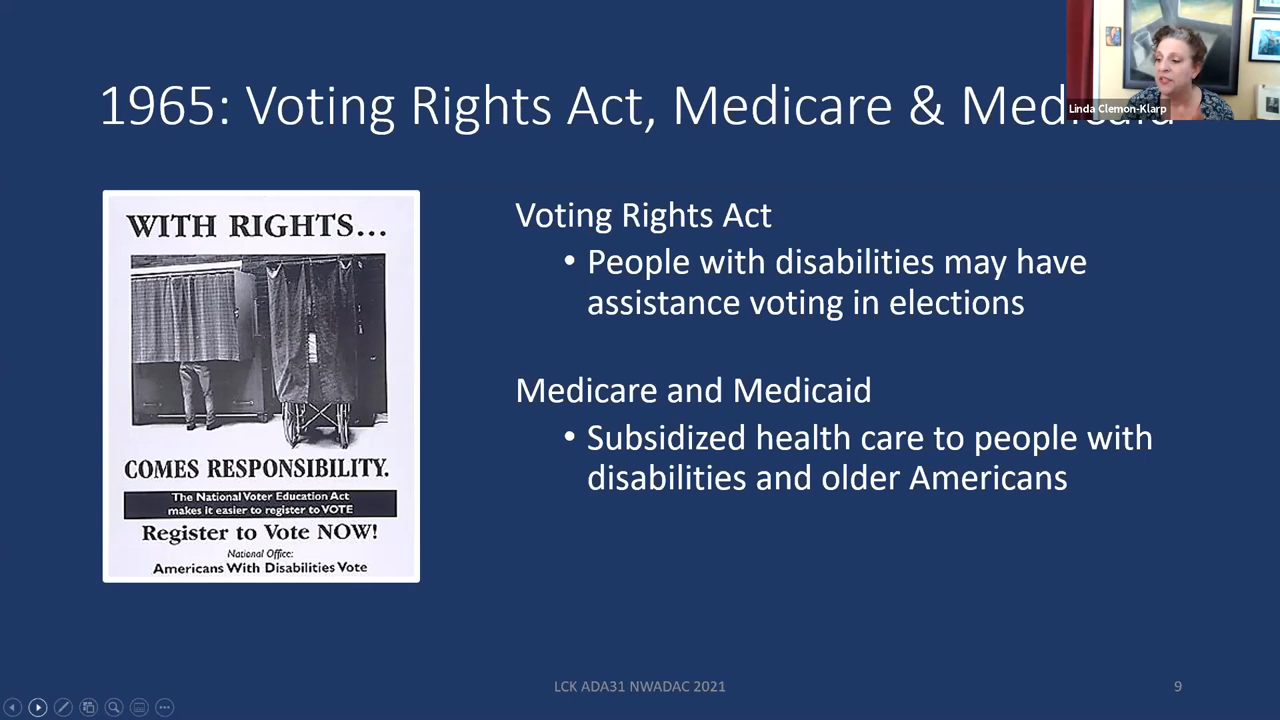 1965: Voting Rights Act, Medicare & Medicaid
Linda Clemon-Klarp
WITH RIGHTS...
COMES RESPONSIBILITY.
The National Voter Education Act
makes it easier to register to VOTE
Register to Vote NOW!
National Office:
Americans With Disabilities Vote
Voting Rights Act
• People with disabilities may have
assistance voting in elections
Medicare and Medicaid
• Subsidized health care to people with
disabilities and older Americans
LCK ADA31 NWADAC 2021
9